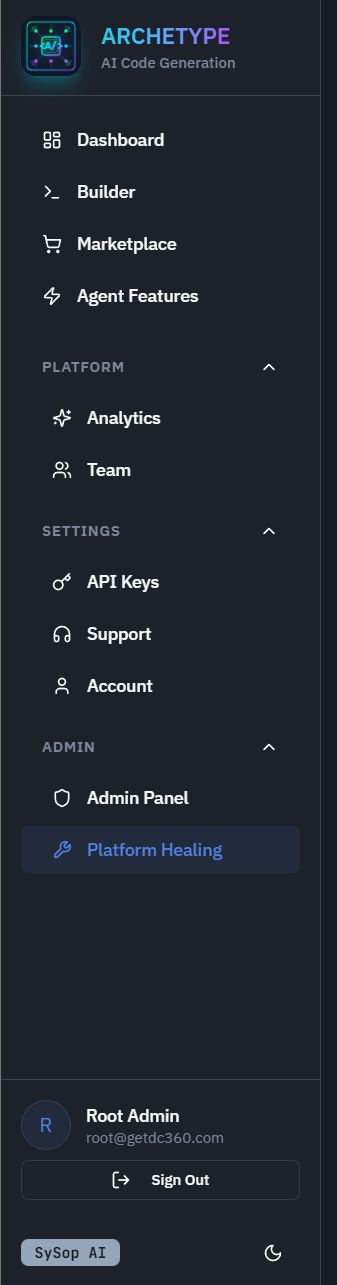 </A/>
ARCHETYPE
AI Code Generation
Dashboard
Builder
Marketplace
Agent Features
PLATFORM
Analytics
Team
SETTINGS
API Keys
Support
Account
ADMIN
Admin Panel
Platform Healing
R
Root Admin
root@getdc360.com
Sign Out
SySop AI